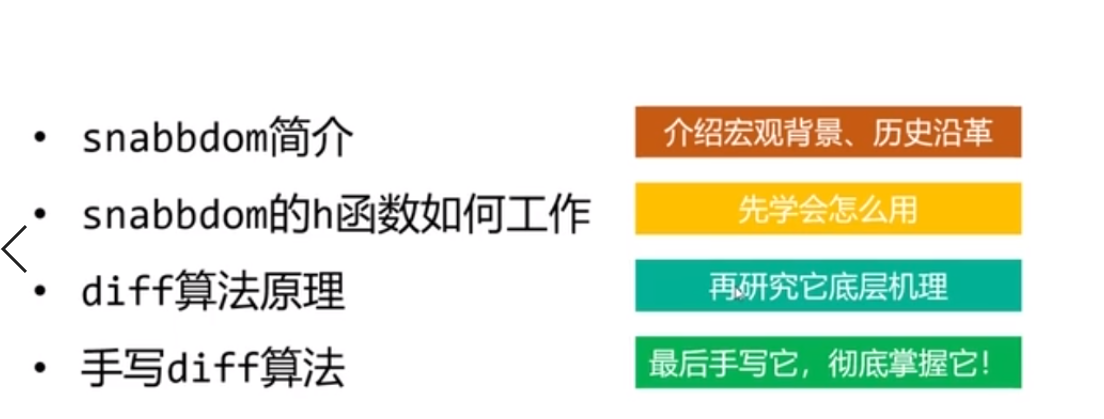 • snabbdom简介
介绍宏观背景、历史沿革
• snabbdom的h函数如何工作
先学会怎么用
• diff算法原理
再研究它底层机理
• 手写diff算法
最后手写它，彻底掌握它！